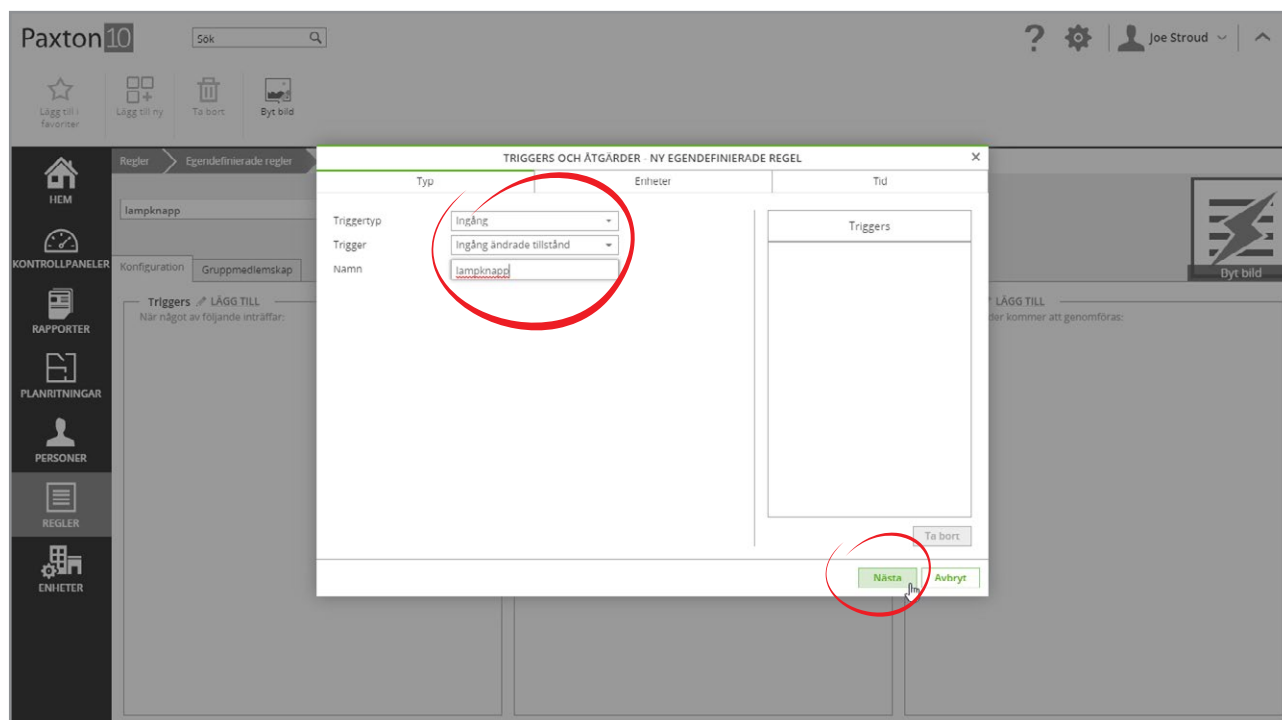 Paxton10
Sök
Joe Stroud
Lägg till i favoriter
Lägg till ny
Ta bort
Byt bild
HEM
KONTROLLPANELER
RAPPORTER
PLANRITNINGAR
PERSONER
REGLER
ENHETER
Regler
Egendefinierade regler
lampknapp
Konfiguration
Gruppmedlemskap
Triggers LÄGG TILL
När något av följande inträffar:
TRIGGERS OCH ÅTGÄRDER - NY EGENDEFINIERADE REGEL
Typ
Enheter
Tid
Triggertyp
Ingång
Trigger
Ingång ändrade tillstånd
Namn
lampknapp
Triggers
Ta bort
Nästa
Avbryt
Byt bild
LÄGG TILL
der kommer att genomföras: